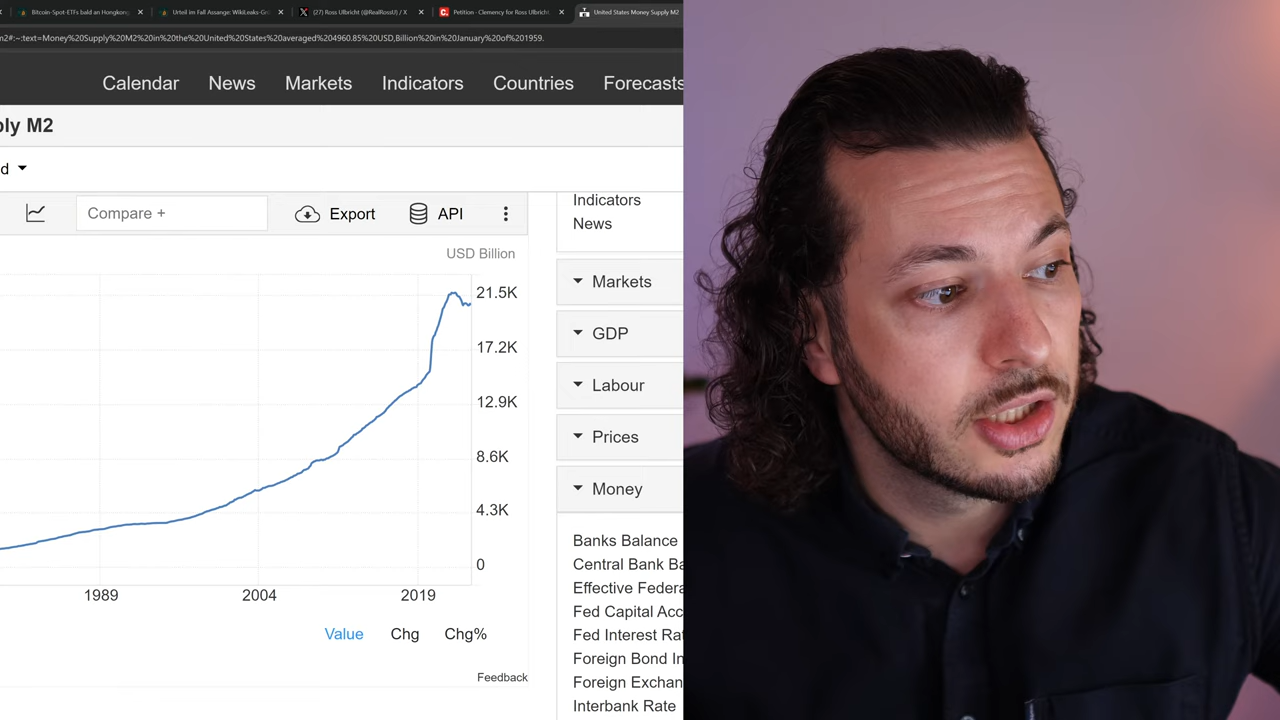 Bitcoin-Spot-ETFs bald an Hongkong
Urteil im Fall Assange: WikiLeaks-Gr
(27) Ross Ulbricht (@RealRossU) / X
Petition · Clemency for Ross Ulbricht
United States Money Supply M2
m2#:~:text=Money%20Supply%20M2%20in%20the%20United%20States%20averaged%204960.85%20USD,Billion%20in%20January%20of%201959.
Calendar News Markets Indicators Countries Forecasts
ply M2
d
Compare +
Export
API
USD Billion
21.5K
17.2K
12.9K
8.6K
4.3K
0
1989 2004 2019
Value Chg Chg%
Feedback
Indicators
News
Markets
GDP
Labour
Prices
Money
Banks Balance
Central Bank Ba
Effective Federa
Fed Capital Acc
Fed Interest Rat
Foreign Bond In
Foreign Exchan
Interbank Rate